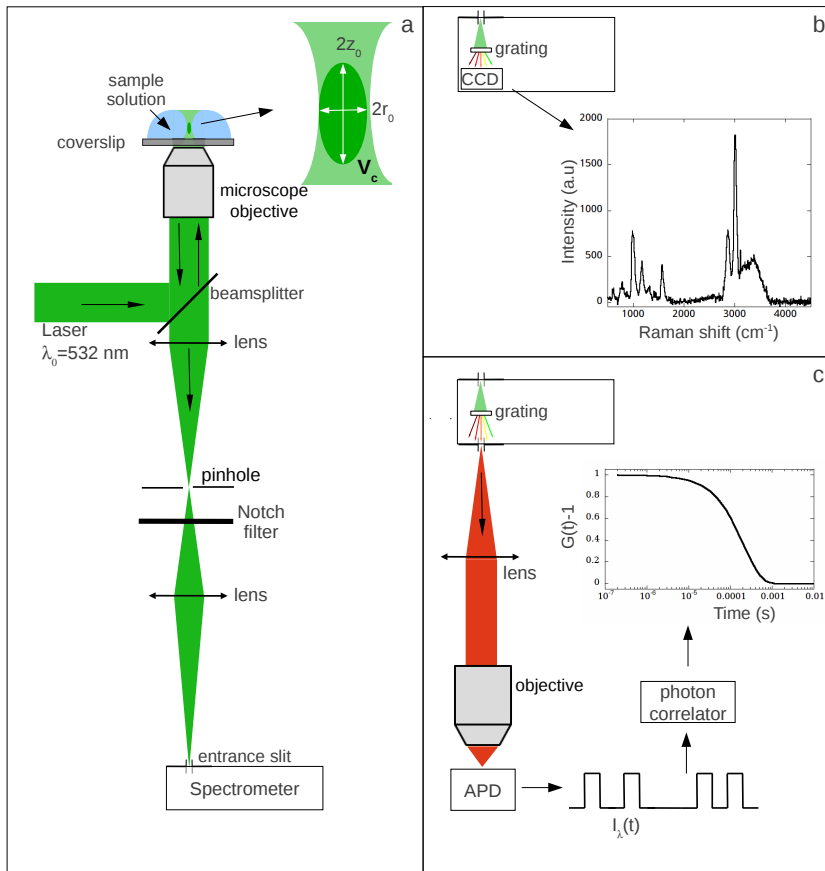 a
2z₀
2r₀
V_c
sample
solution
coverslip
microscope
objective
beamsplitter
Laser
λ₀=532 nm
lens
pinhole
Notch
filter
lens
entrance slit
Spectrometer
b
grating
CCD
Intensity (a.u)
2000
1500
1000
500
0
1000 2000 3000 4000
Raman shift (cm⁻¹)
c
grating
lens
objective
APD
G(t)-1
1
0.8
0.6
0.4
0.2
0
10⁻⁷ 10⁻⁶ 10⁻⁵ 0.0001 0.001 0.01
Time (s)
photon
correlator
I_λ(t)